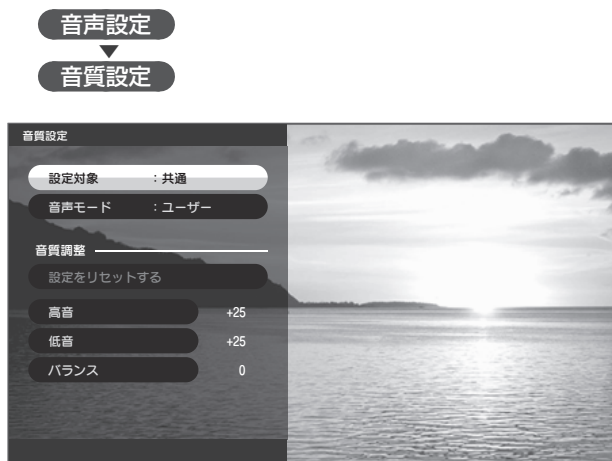 音声設定
音質設定
音質設定
設定対象 ：共通
音声モード ：ユーザー
音質調整
設定をリセットする
高音 +25
低音 +25
バランス 0